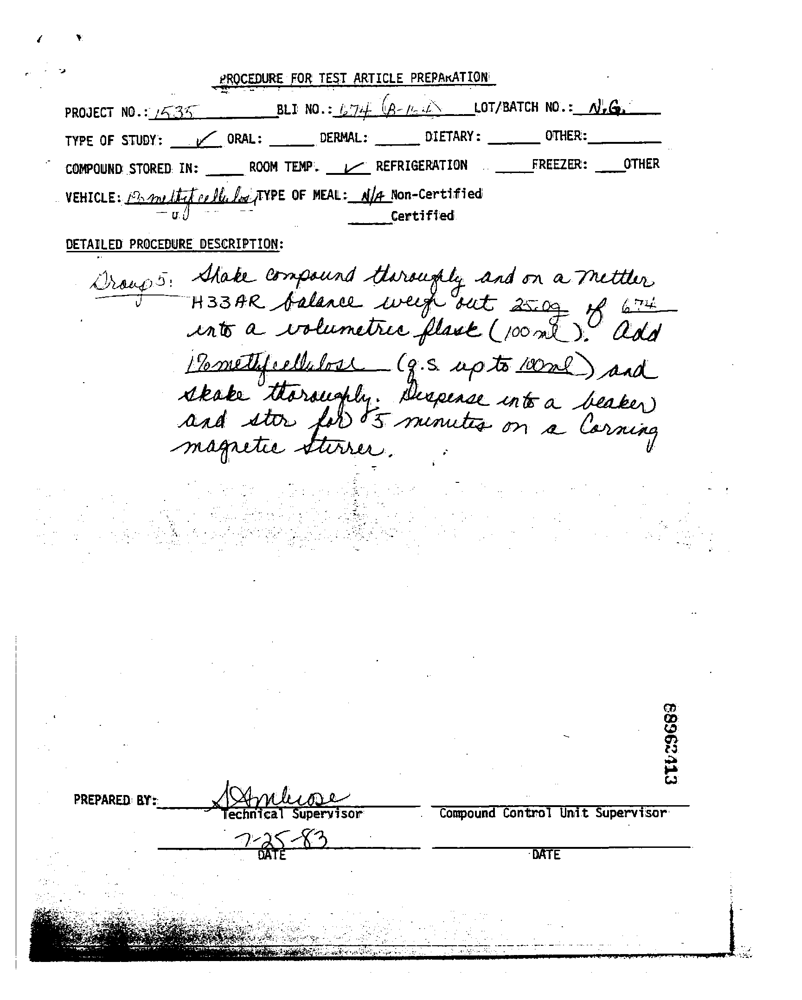 PROCEDURE FOR TEST ARTICLE PREPARATION
PROJECT NO.: 1535 BLI NO.: 674 LOT/BATCH NO.: N.G.
TYPE OF STUDY: ✓ ORAL: DERMAL: DIETARY: OTHER:
COMPOUND STORED IN: ROOM TEMP. ✓ REFRIGERATION FREEZER: OTHER
VEHICLE: 1% methylcellulos TYPE OF MEAL: N/A Non-Certified
Certified
DETAILED PROCEDURE DESCRIPTION:
Group 5: Shake compound thoroughly and on a Mettler
H33AR balance weigh out 25.0g of 674
into a volumetric flask (100 ml). Add
1% methylcellulose (q.s. up to 100ml) and
shake thoroughly. Dispense into a beaker
and stir for 5 minutes on a Corning
magnetic stirrer.
88962413
PREPARED BY: SAmbrose
Technical Supervisor Compound Control Unit Supervisor
7-25-83
DATE DATE